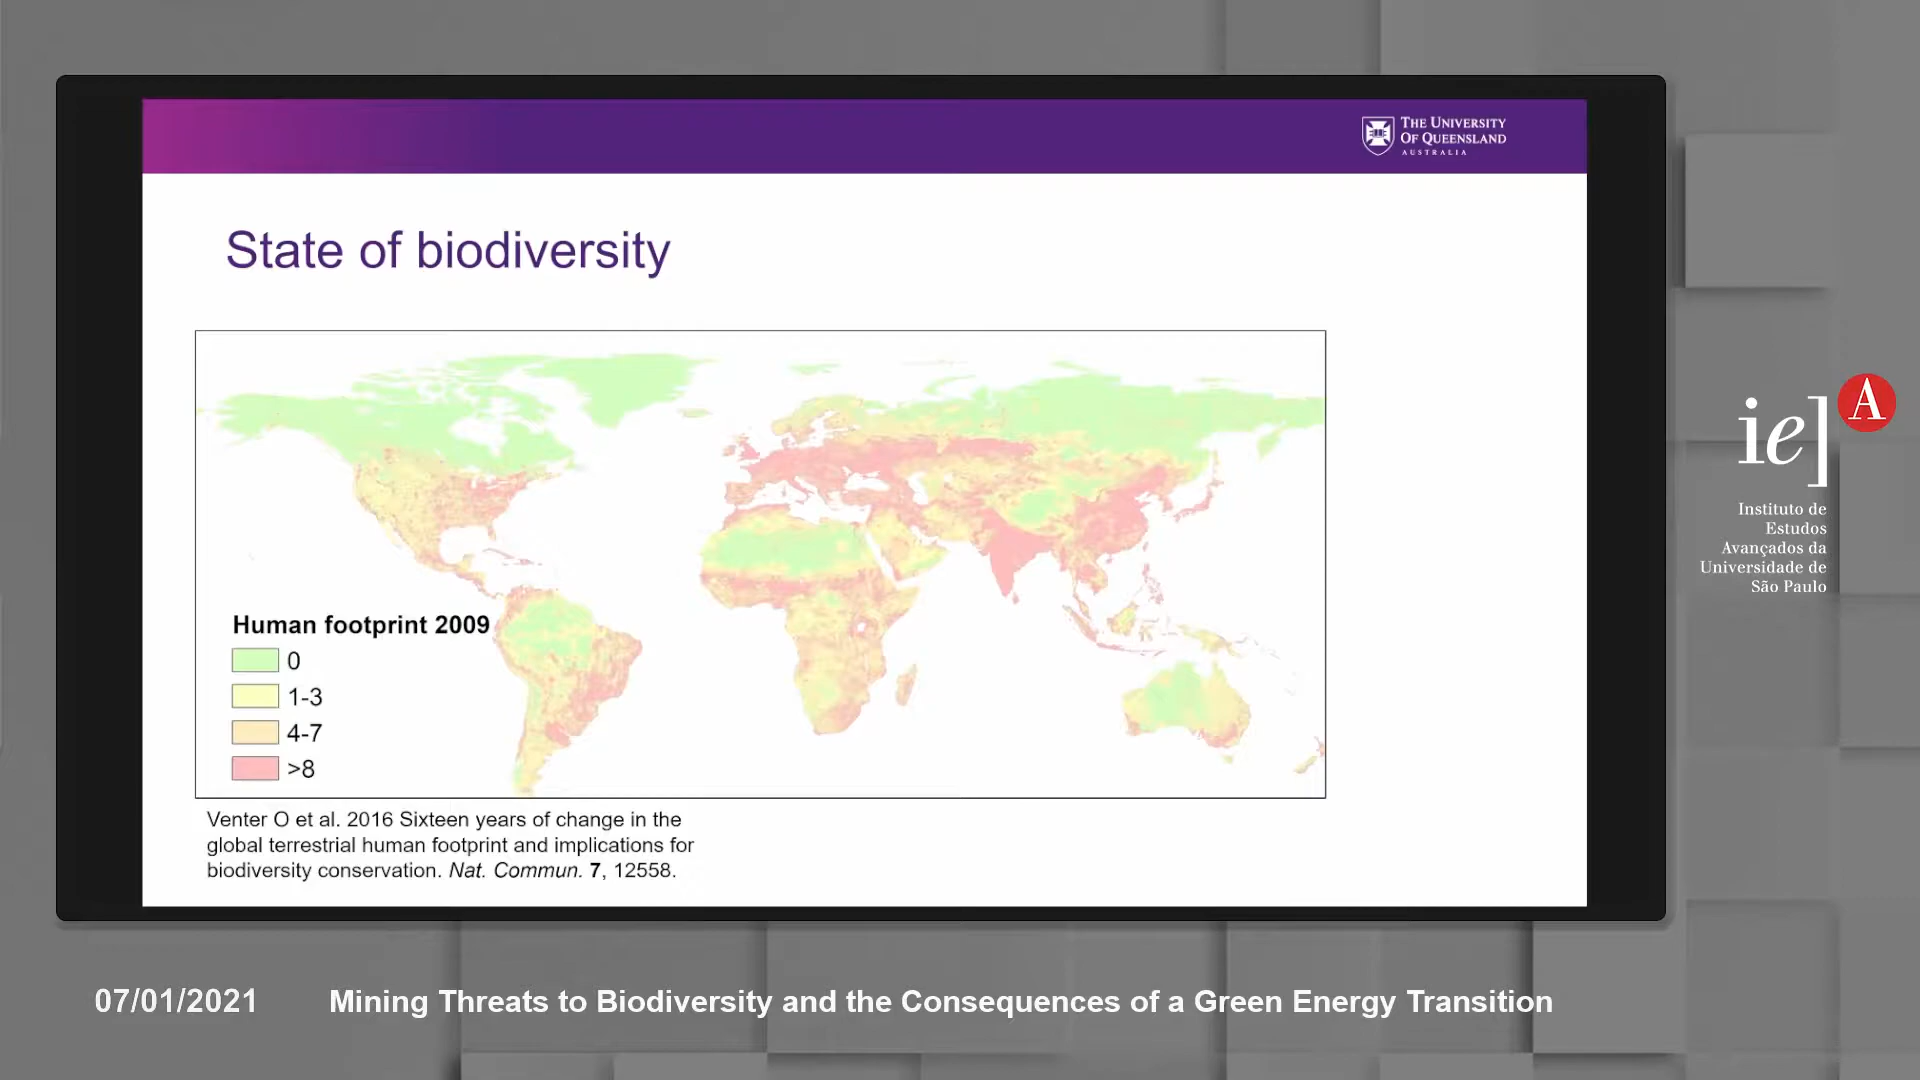 THE UNIVERSITY
OF QUEENSLAND
AUSTRALIA
State of biodiversity
Human footprint 2009
0
1-3
4-7
>8
Venter O et al. 2016 Sixteen years of change in the
global terrestrial human footprint and implications for
biodiversity conservation. Nat. Commun. 7, 12558.
ie] A
Instituto de
Estudos
Avançados da
Universidade de
São Paulo
07/01/2021
Mining Threats to Biodiversity and the Consequences of a Green Energy Transition